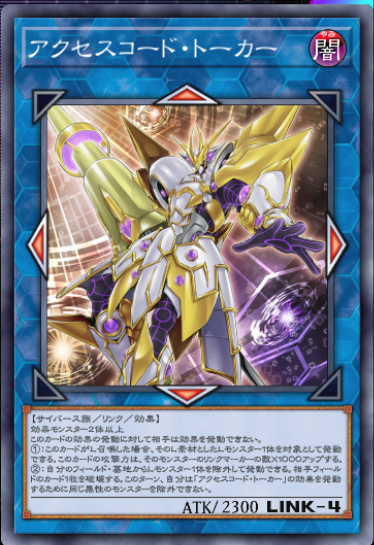 アクセスコード・トーカー
やみ
闇
【サイバース族／リンク／効果】
効果モンスター2体以上
このカードの効果の発動に対して相手は効果を発動できない。
①：このカードがL召喚した場合、そのL素材としたLモンスター1体を対象として発動
できる。このカードの攻撃力は、そのモンスターのリンクマーカーの数×1000アップする。
②：自分のフィールド・墓地からLモンスター1体を除外して発動できる。相手フィール
ドのカード1枚を破壊する。このターン、自分は「アクセスコード・トーカー」の効果を発動
するために同じ属性のモンスターを除外できない。
ATK/2300 LINK-4